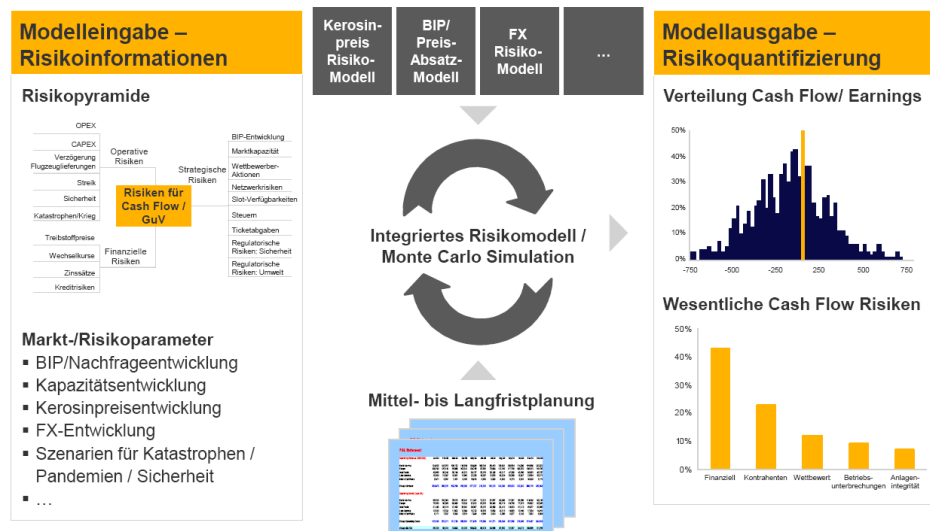 Modelleingabe –
Risikoinformationen
Risikopyramide
OPEX
CAPEX
Verzögerung
Flugzeuglieferungen
Streik
Sicherheit
Katastrophen/Krieg
Treibstoffpreise
Wechselkurse
Zinssätze
Kreditrisiken
Operative
Risiken
Finanzielle
Risiken
Risiken für
Cash Flow /
GuV
Strategische
Risiken
BIP-Entwicklung
Marktkapazität
Wettbewerber-
Aktionen
Netzwerkrisiken
Slot-Verfügbarkeiten
Steuern
Ticketabgaben
Regulatorische
Risiken: Sicherheit
Regulatorische
Risiken: Umwelt
Markt-/Risikoparameter
▪ BIP/Nachfrageentwicklung
▪ Kapazitätsentwicklung
▪ Kerosinpreisentwicklung
▪ FX-Entwicklung
▪ Szenarien für Katastrophen /
Pandemien / Sicherheit
▪ …
Kerosin-
preis
Risiko-
Modell
BIP/
Preis-
Absatz-
Modell
FX
Risiko-
Modell
…
Integriertes Risikomodell /
Monte Carlo Simulation
Mittel- bis Langfristplanung
Modellausgabe –
Risikoquantifizierung
Verteilung Cash Flow/ Earnings
50%
40%
30%
20%
10%
0%
-750 -500 -250 250 500 750
Wesentliche Cash Flow Risiken
50%
40%
30%
20%
10%
0%
Finanziell
Kontrahenten
Wettbewert
Betriebs-
unterbrechungen
Anlagen-
integrität